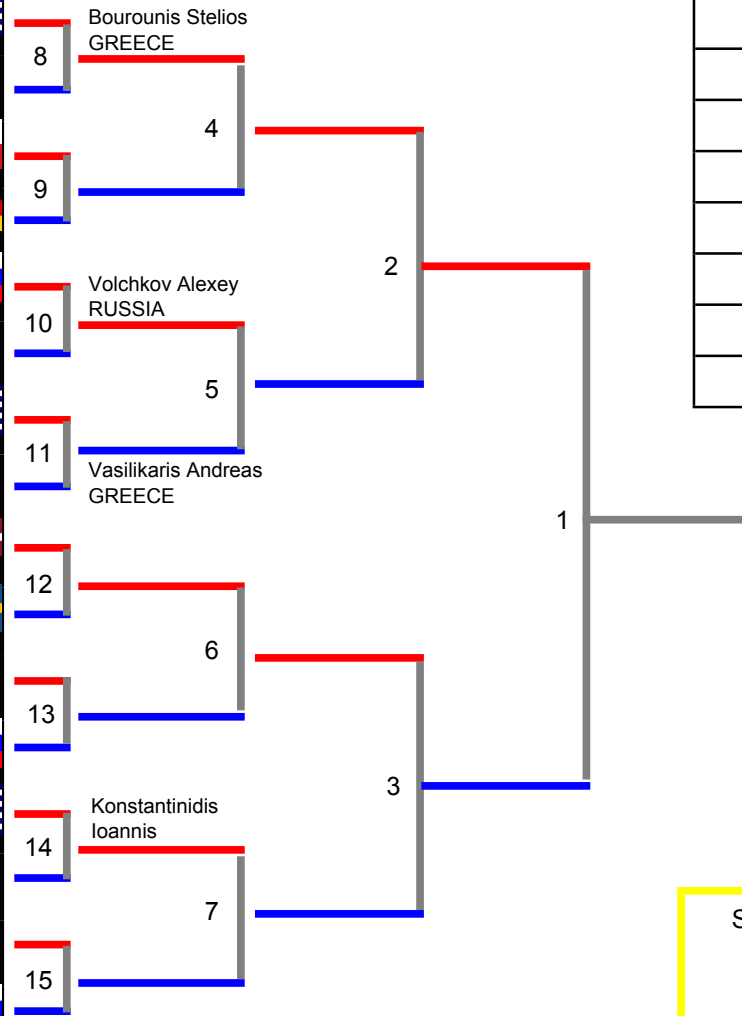 Bourounis Stelios
GREECE
8
4
9
2
Volchkov Alexey
RUSSIA
10
5
11
Vasilikaris Andreas
GREECE
1
12
6
13
3
Konstantinidis
Ioannis
14
7
S
15